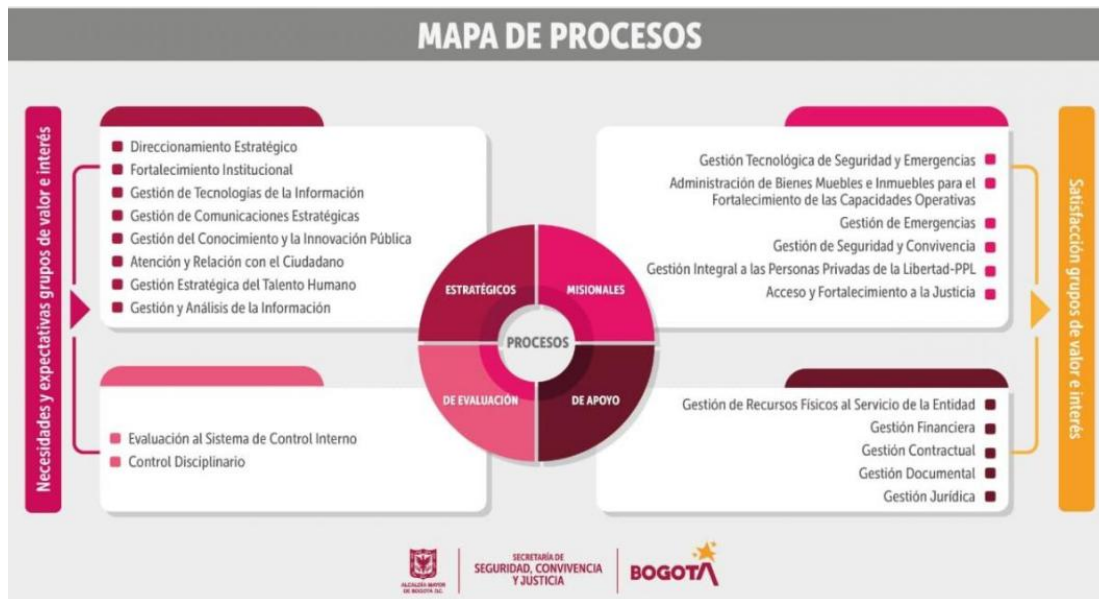 MAPA DE PROCESOS
Necesidades y expectativas grupos de valor e interés
Direccionamiento Estratégico
Fortalecimiento Institucional
Gestión de Tecnologías de la Información
Gestión de Comunicaciones Estratégicas
Gestión del Conocimiento y la Innovación Pública
Atención y Relación con el Ciudadano
Gestión Estratégica del Talento Humano
Gestión y Análisis de la Información
Evaluación al Sistema de Control Interno
Control Disciplinario
ESTRATÉGICOS
MISIONALES
PROCESOS
DE EVALUACIÓN
DE APOYO
Gestión Tecnológica de Seguridad y Emergencias
Administración de Bienes Muebles e Inmuebles para el
Fortalecimiento de las Capacidades Operativas
Gestión de Emergencias
Gestión de Seguridad y Convivencia
Gestión Integral a las Personas Privadas de la Libertad-PPL
Acceso y Fortalecimiento a la Justicia
Gestión de Recursos Físicos al Servicio de la Entidad
Gestión Financiera
Gestión Contractual
Gestión Documental
Gestión Jurídica
Satisfacción grupos de valor e interés
ALCALDÍA MAYOR
DE BOGOTÁ D.C.
SECRETARÍA DE
SEGURIDAD, CONVIVENCIA
Y JUSTICIA
BOGOTÁ